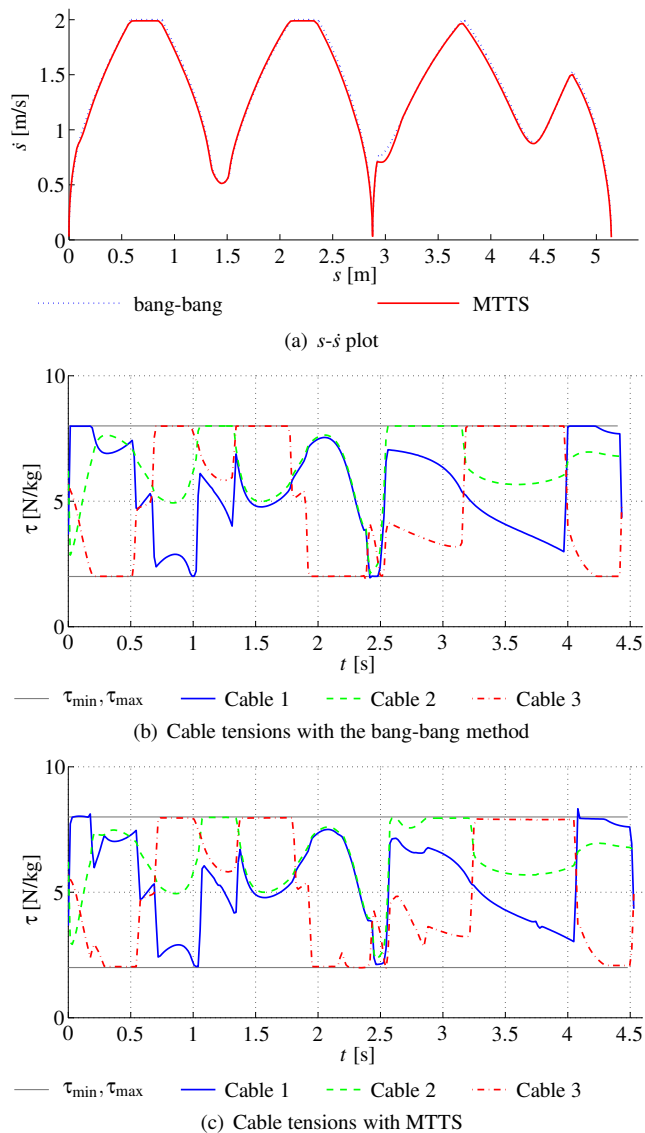 2
1.5
1
0.5
0
ṡ [m/s]
0 0.5 1 1.5 2 2.5 3 3.5 4 4.5 5
s [m]
bang-bang MTTS
(a) s-ṡ plot
10
5
0
τ [N/kg]
0 0.5 1 1.5 2 2.5 3 3.5 4 4.5
t [s]
τmin, τmax Cable 1 Cable 2 Cable 3
(b) Cable tensions with the bang-bang method
10
5
0
τ [N/kg]
0 0.5 1 1.5 2 2.5 3 3.5 4 4.5
t [s]
τmin, τmax Cable 1 Cable 2 Cable 3
(c) Cable tensions with MTTS